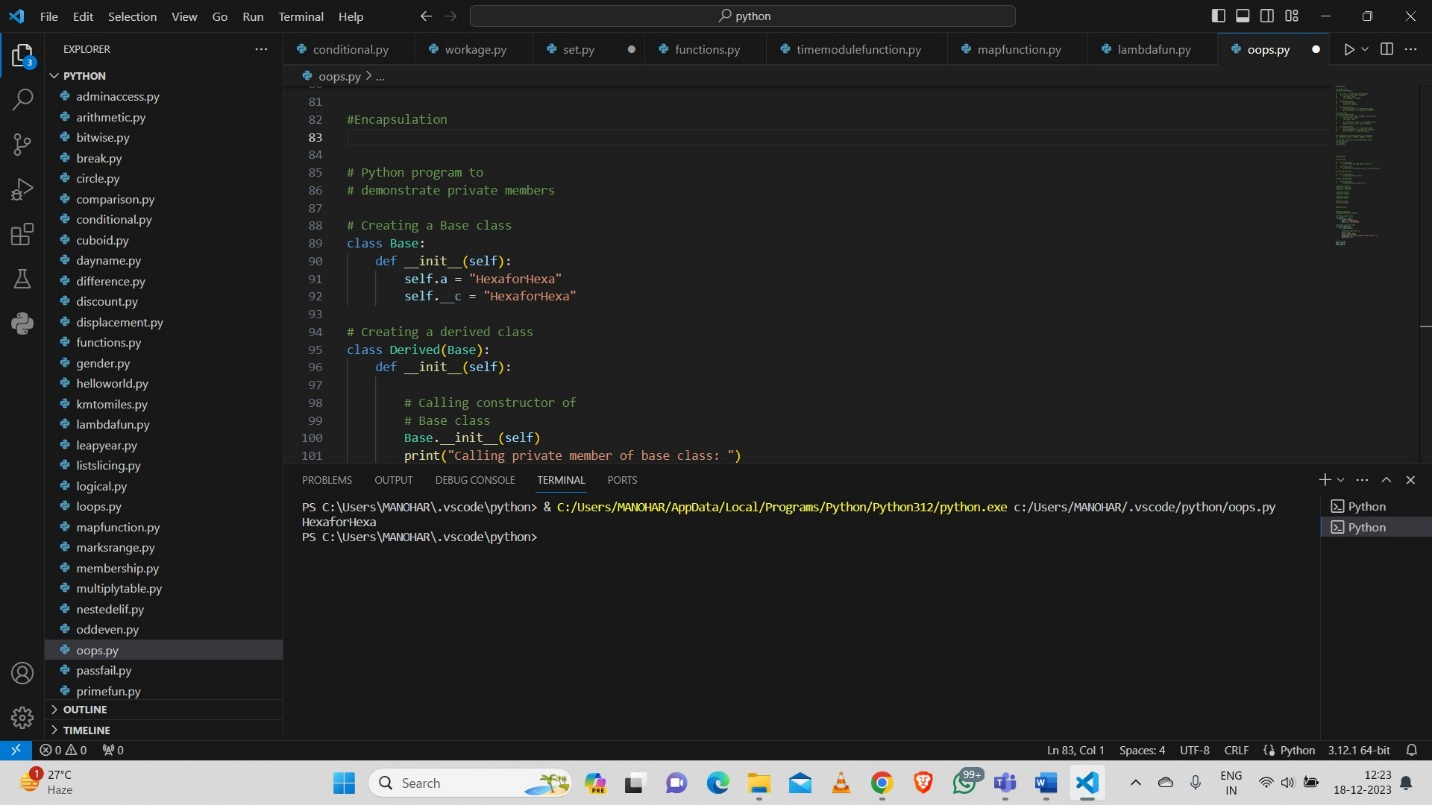 File Edit Selection View Go Run Terminal Help
python
EXPLORER
conditional.py workage.py set.py functions.py timemodulefunction.py mapfunction.py lambdafun.py oops.py
PYTHON
oops.py > ...
adminaccess.py
arithmetic.py
bitwise.py
break.py
circle.py
comparison.py
conditional.py
cuboid.py
dayname.py
difference.py
discount.py
displacement.py
functions.py
gender.py
helloworld.py
kmtomiles.py
lambdafun.py
leapyear.py
listslicing.py
logical.py
loops.py
mapfunction.py
marksrange.py
membership.py
multiplytable.py
nestedelif.py
oddeven.py
oops.py
passfail.py
primefun.py
OUTLINE
TIMELINE
81
82 #Encapsulation
83
84
85 # Python program to
86 # demonstrate private members
87
88 # Creating a Base class
89 class Base:
90 def __init__(self):
91 self.a = "HexaforHexa"
92 self.__c = "HexaforHexa"
93
94 # Creating a derived class
95 class Derived(Base):
96 def __init__(self):
97
98 # Calling constructor of
99 # Base class
100 Base.__init__(self)
101 print("Calling private member of base class: ")
PROBLEMS OUTPUT DEBUG CONSOLE TERMINAL PORTS
PS C:\Users\MANOHAR\.vscode\python> & C:/Users/MANOHAR/AppData/Local/Programs/Python/Python312/python.exe c:/Users/MANOHAR/.vscode/python/oops.py
HexaforHexa
PS C:\Users\MANOHAR\.vscode\python>
Python
Python
3
0 0 0
Ln 83, Col 1 Spaces: 4 UTF-8 CRLF Python 3.12.1 64-bit
1
27°C
Haze
Search
PRE
99+
ENG
IN
12:23
18-12-2023